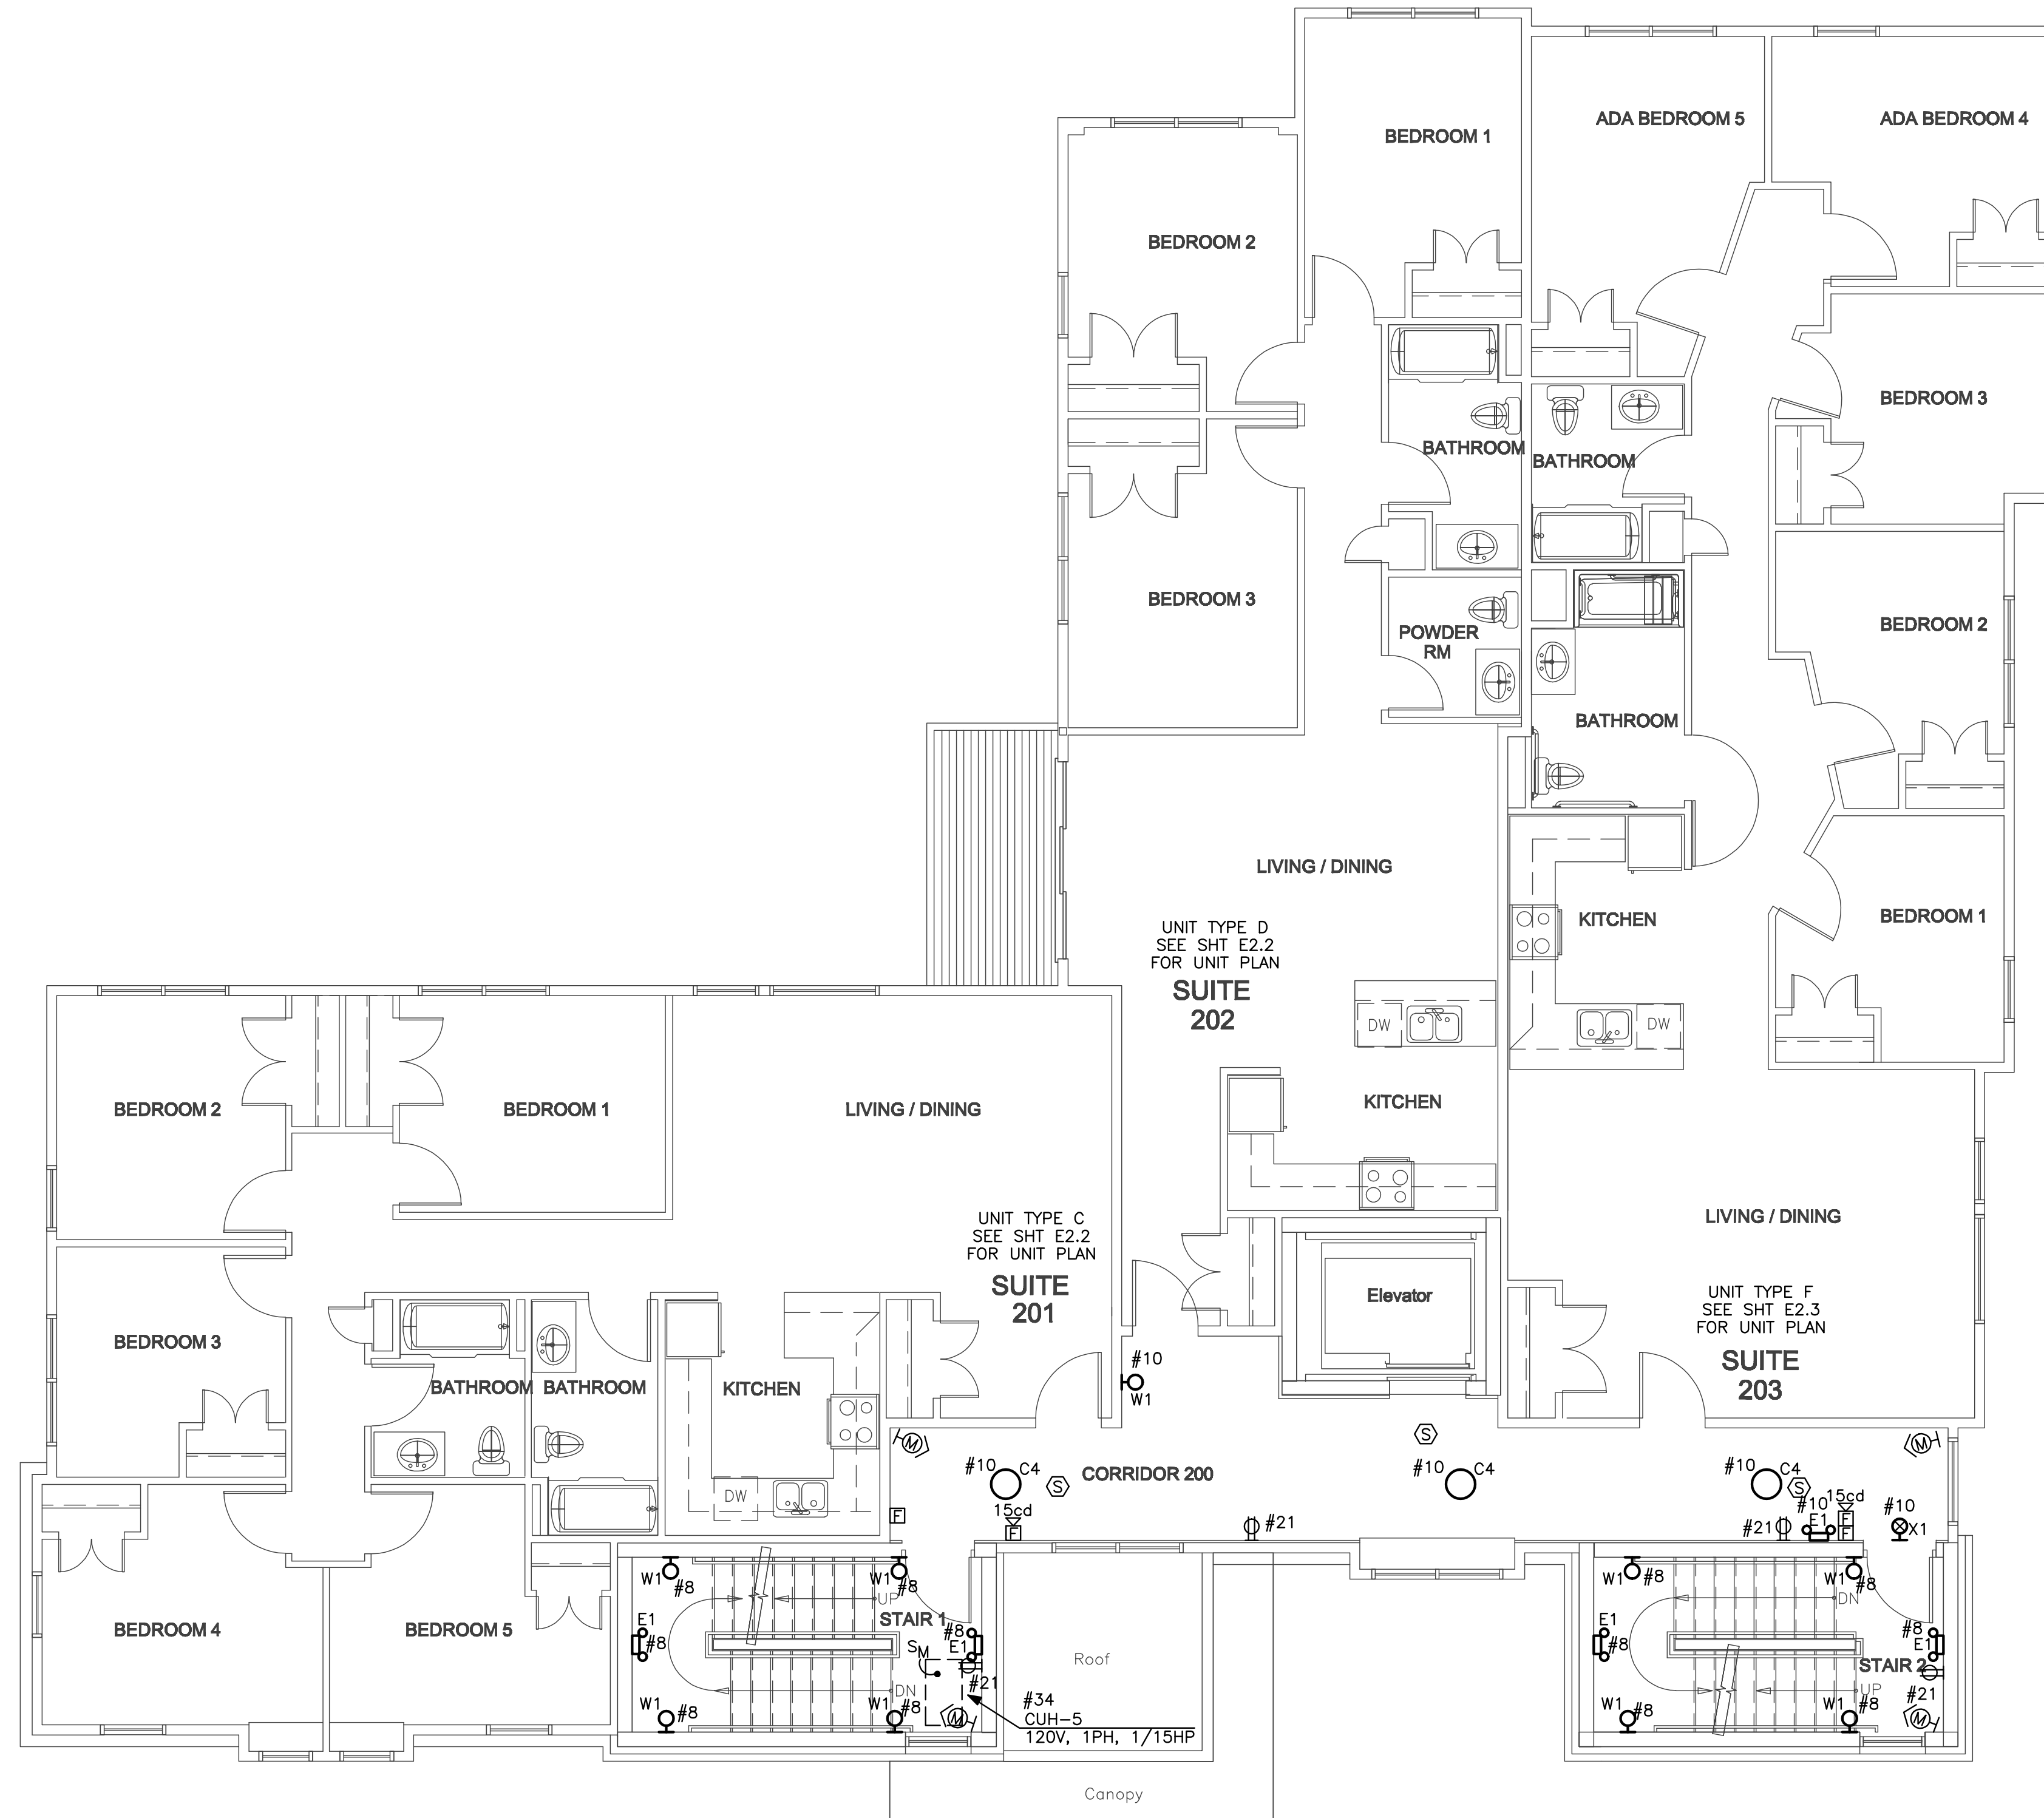 BEDROOM 1
ADA BEDROOM 5
ADA BEDROOM 4
BEDROOM 2
BEDROOM 3
BATHROOM
BATHROOM
BEDROOM 3
POWDER
RM
BEDROOM 2
BATHROOM
LIVING / DINING
KITCHEN
BEDROOM 1
UNIT TYPE D
SEE SHT E2.2
FOR UNIT PLAN
SUITE
202
DW
DW
KITCHEN
BEDROOM 2
BEDROOM 1
LIVING / DINING
UNIT TYPE C
SEE SHT E2.2
FOR UNIT PLAN
SUITE
201
LIVING / DINING
Elevator
UNIT TYPE F
SEE SHT E2.3
FOR UNIT PLAN
SUITE
203
BEDROOM 3
BATHROOM
BATHROOM
KITCHEN
DW
#10
W1
M
S
M
#10
C4
S
CORRIDOR 200
#10
C4
#10
C4
S
F
15cd
F
#21
#21
#10
E1
15cd
F
F
#10
X1
W1
#8
W1
#8
UP
STAIR 1
E1
#8
#8
E1
SM
#21
DN
W1
#8
W1
#8
M
#34
CUH-5
120V, 1PH, 1/15HP
Roof
Canopy
BEDROOM 4
BEDROOM 5
W1
#8
W1
#8
DN
E1
#8
#8
E1
STAIR 2
UP
#21
W1
#8
W1
#8
M